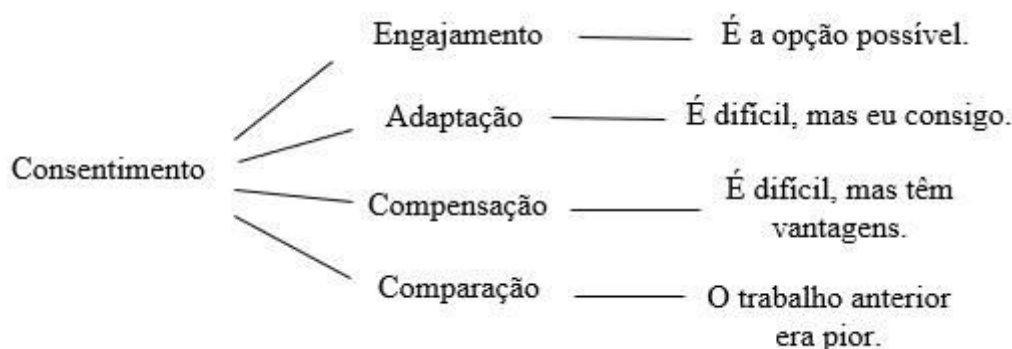 Engajamento
É a opção possível.
Adaptação
É difícil, mas eu consigo.
Consentimento
Compensação
É difícil, mas têm
vantagens.
Comparação
O trabalho anterior
era pior.